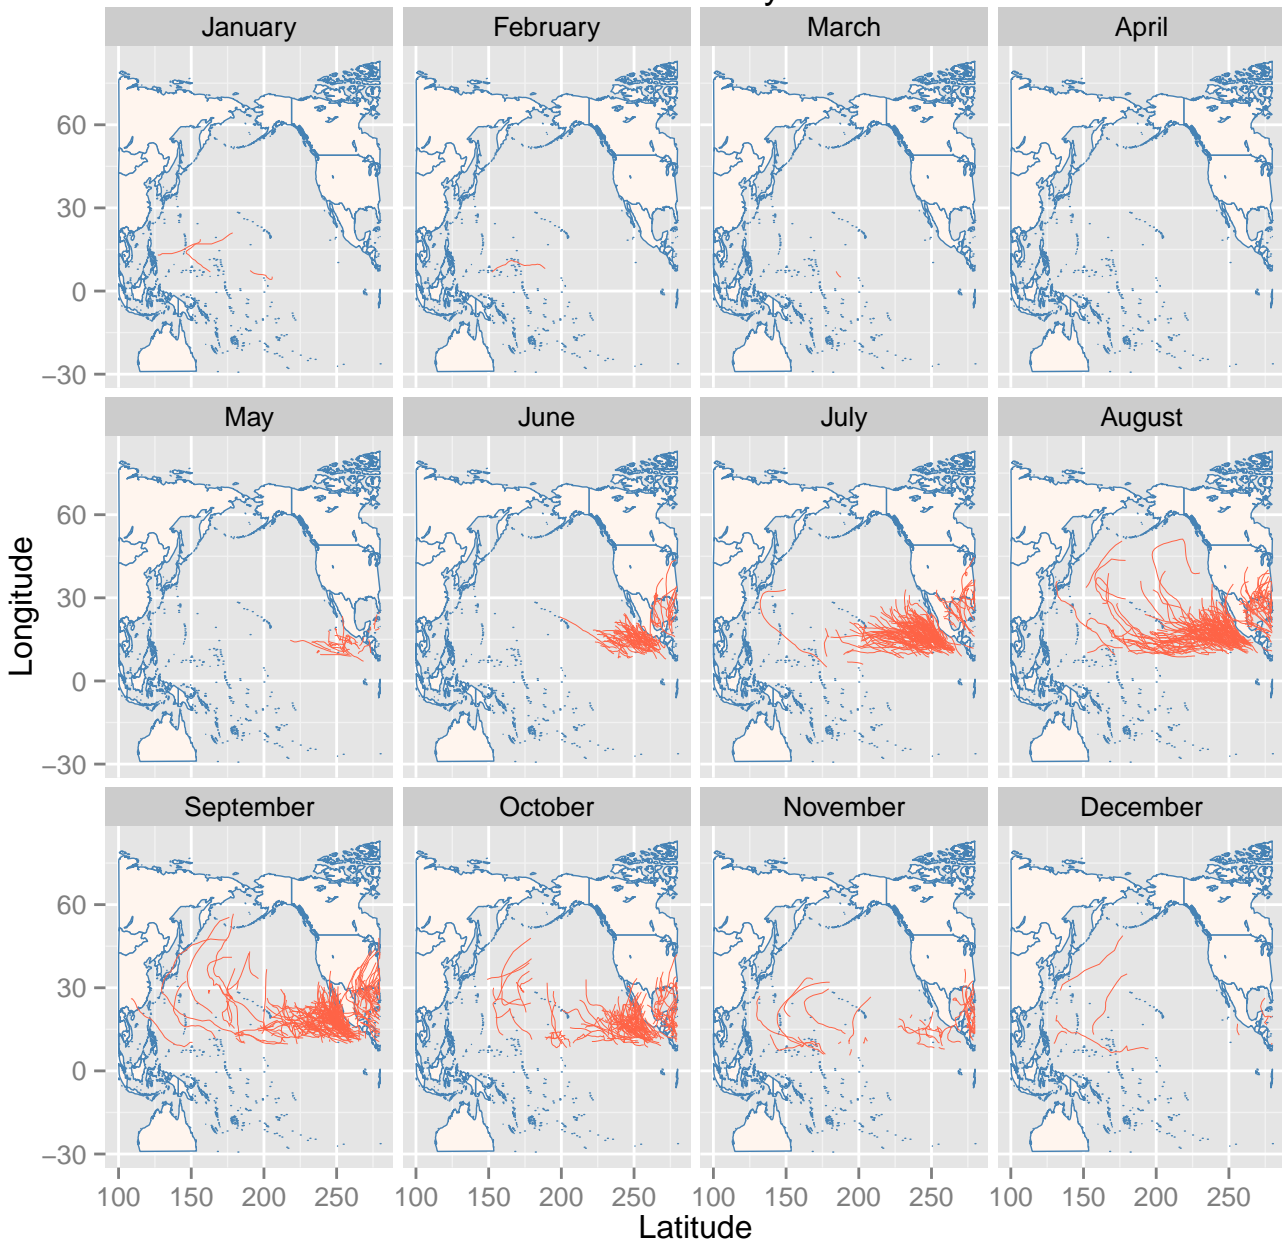 January February March April
60
30
0
−30
May June July August
60
30
0
−30
Longitude
September October November December
60
30
0
−30
100 150 200 250 100 150 200 250 100 150 200 250 100 150 200 250
Latitude